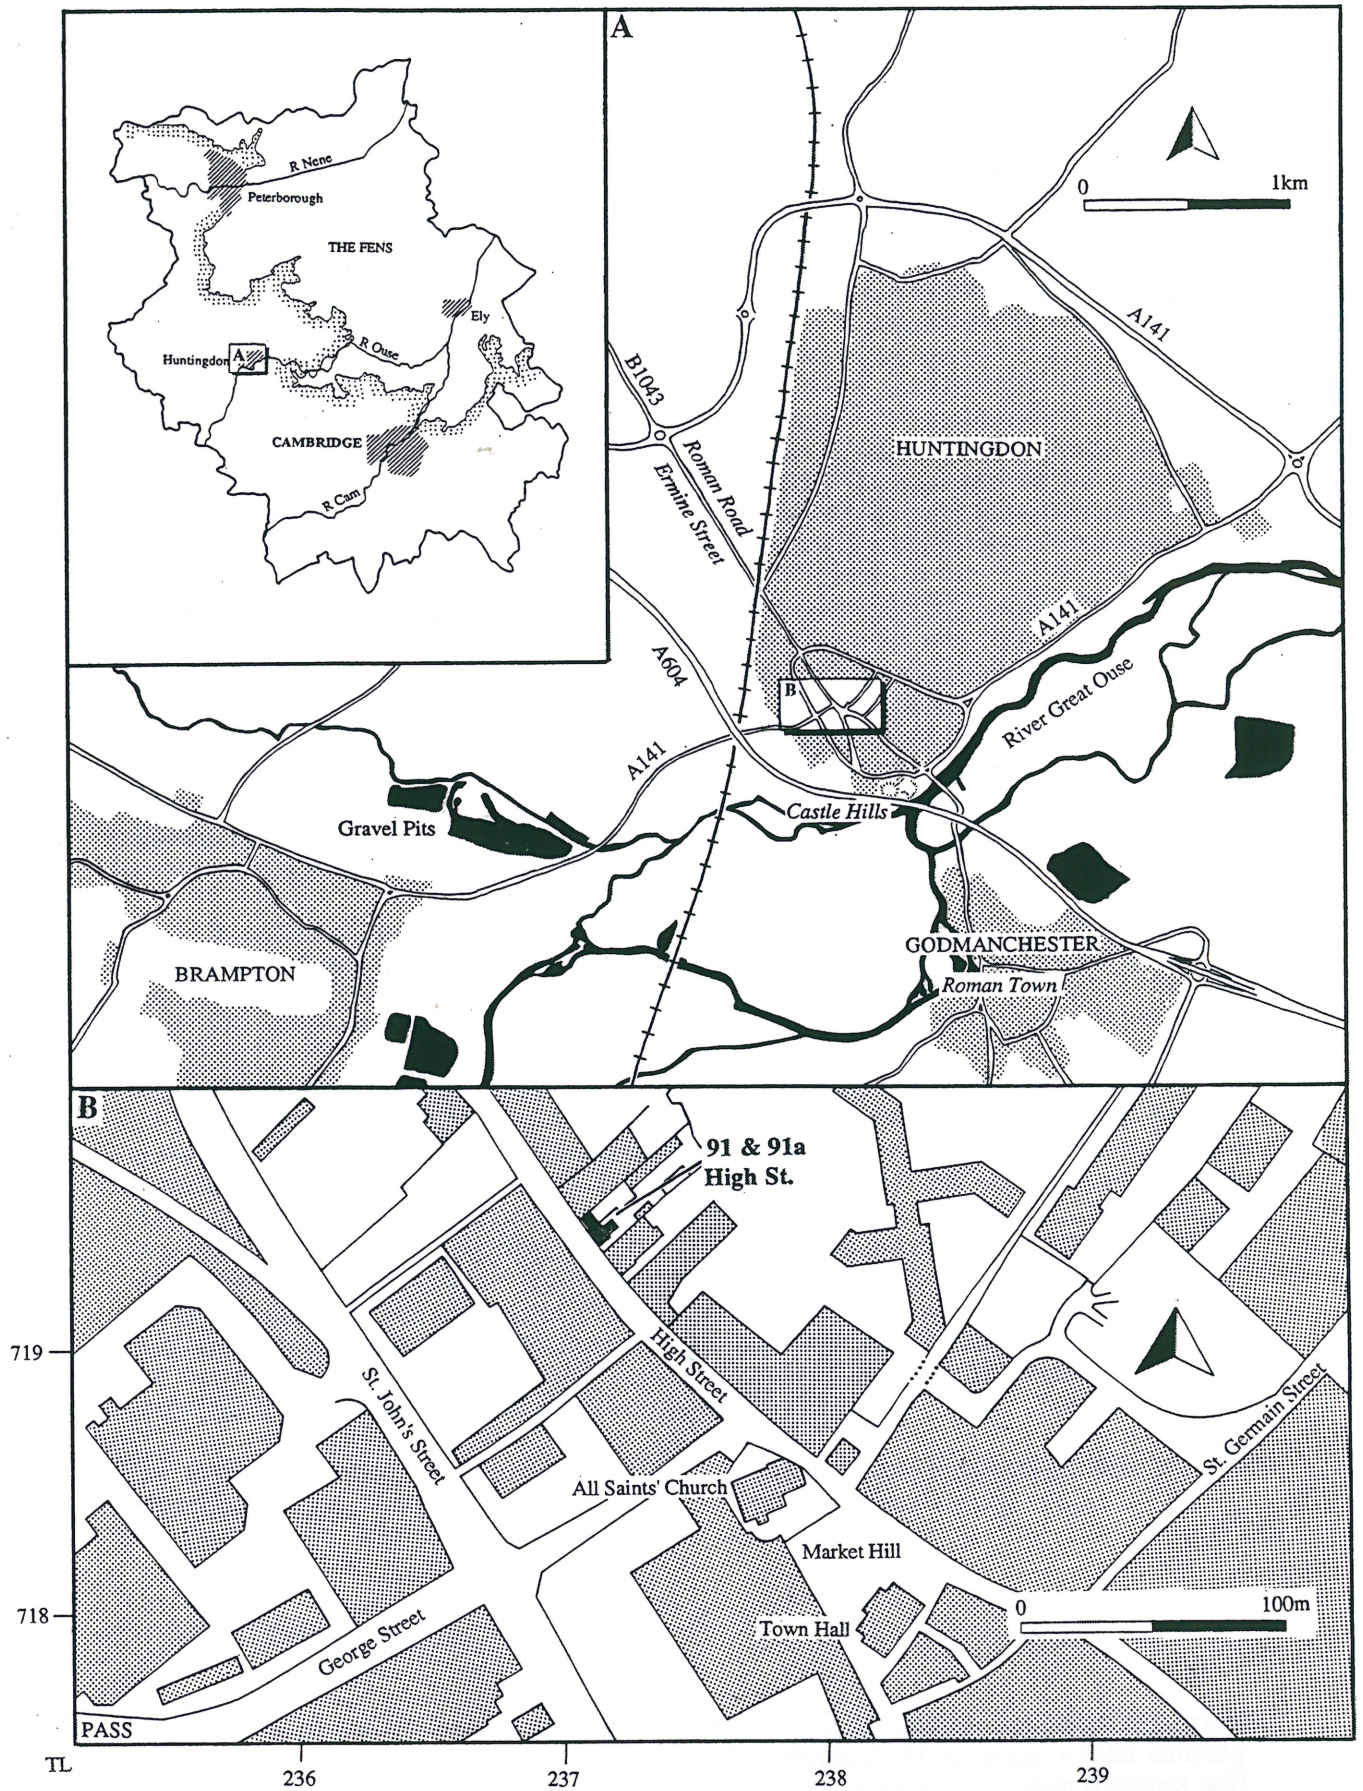 A
0 1km
R Nene
Peterborough
THE FENS
Ely
R Ouse
Huntingdon
A
CAMBRIDGE
R Cam
A141
B1043
HUNTINGDON
Roman Road
Ermine Street
A141
A604
B
River Great Ouse
A141
Castle Hills
Gravel Pits
GODMANCHESTER
BRAMPTON
Roman Town
B
91 & 91a
High St.
719
High Street
St. John's Street
St. Germain Street
All Saints' Church
Market Hill
0 100m
718
Town Hall
George Street
PASS
TL
236
237
238
239